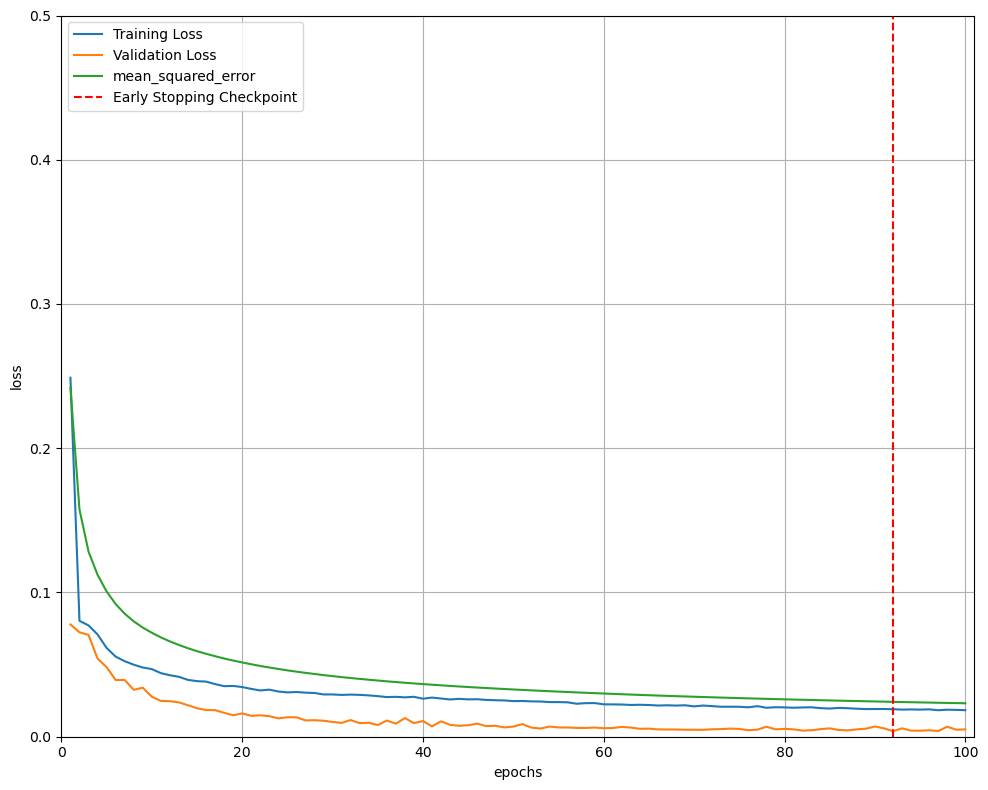 Training Loss
Validation Loss
mean_squared_error
Early Stopping Checkpoint
0.5
0.4
0.3
0.2
0.1
0.0
loss
0 20 40 60 80 100
epochs